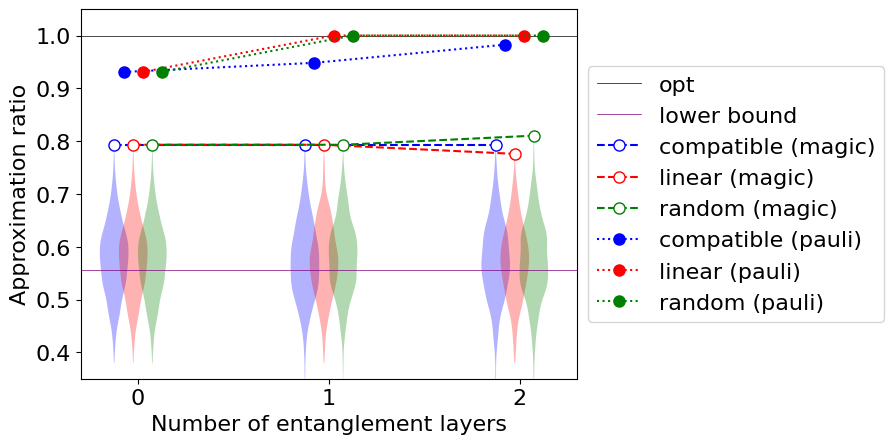 1.0
0.9
0.8
0.7
0.6
0.5
0.4
Approximation ratio
0 1 2
Number of entanglement layers
opt
lower bound
compatible (magic)
linear (magic)
random (magic)
compatible (pauli)
linear (pauli)
random (pauli)